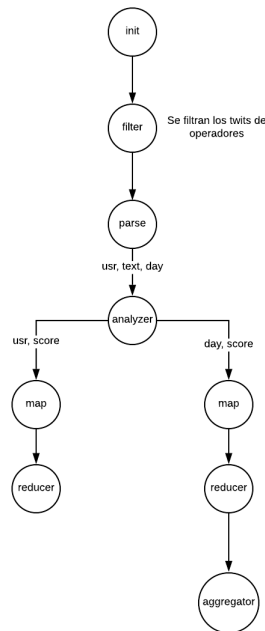 init
filter
Se filtran los twits de
operadores
parse
usr, text, day
analyzer
usr, score
day, score
map
map
reducer
reducer
aggregator